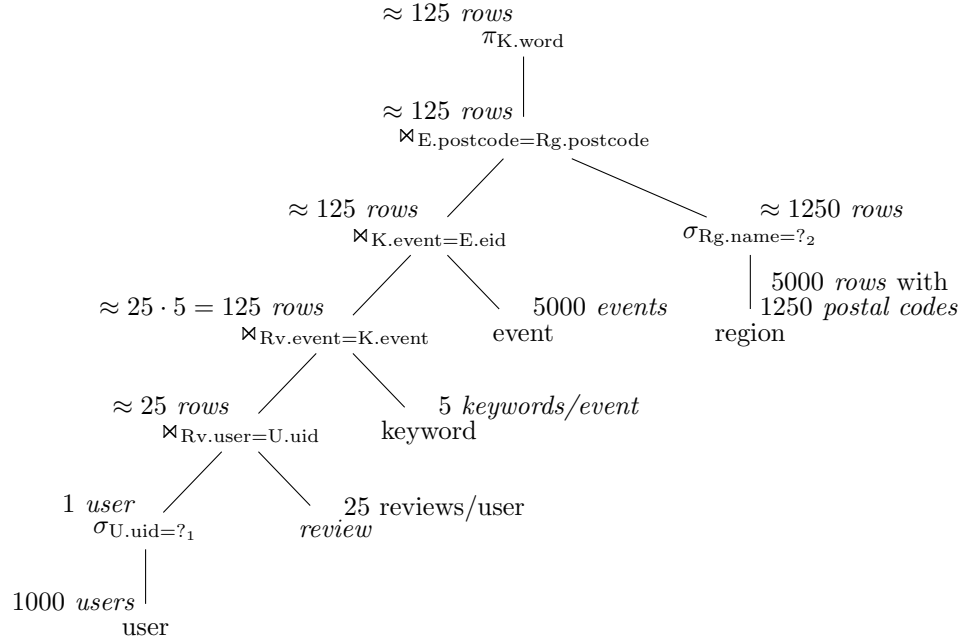 ≈ 125 rows
π_K.word
≈ 125 rows
⋈_E.postcode=Rg.postcode
≈ 125 rows
⋈_K.event=E.eid
≈ 1250 rows
σ_Rg.name=?₂
≈ 25 · 5 = 125 rows
⋈_Rv.event=K.event
5000 events
event
5000 rows with
1250 postal codes
region
≈ 25 rows
⋈_Rv.user=U.uid
5 keywords/event
keyword
1 user
σ_U.uid=?₁
25 reviews/user
review
1000 users
user